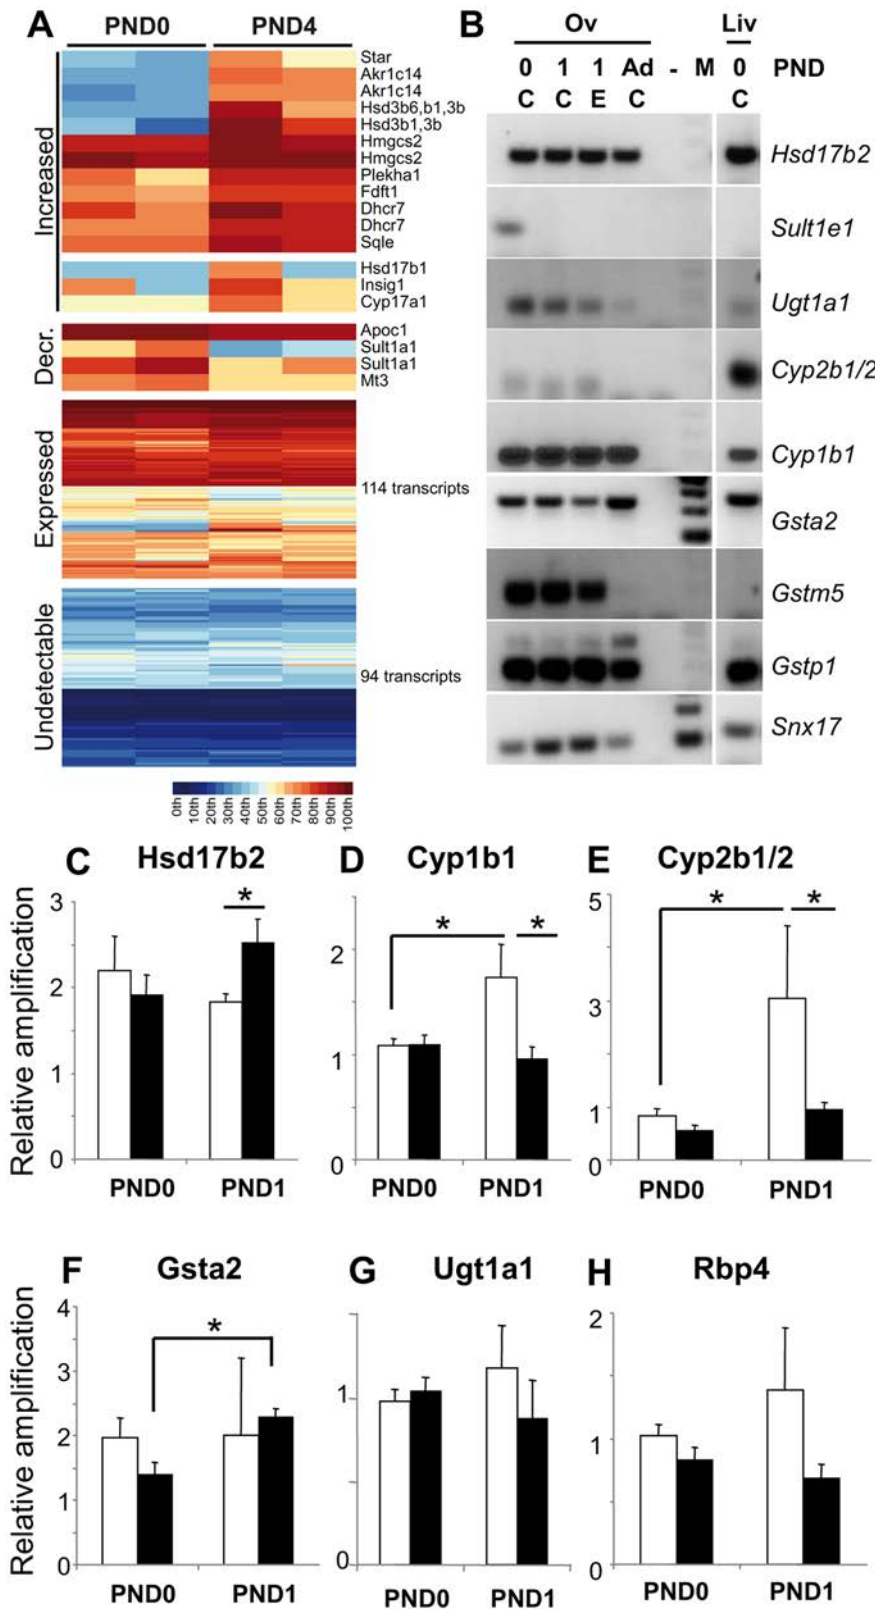 A
PND0 PND4
Increased
Star
Akr1c14
Akr1c14
Hsd3b6,b1,3b
Hsd3b1,3b
Hmgcs2
Hmgcs2
Plekha1
Fdft1
Dhcr7
Dhcr7
Sqle
Hsd17b1
Insig1
Cyp17a1
Decr.
Apoc1
Sult1a1
Sult1a1
Mt3
Expressed
114 transcripts
Undetectable
94 transcripts
0th 10th 20th 30th 40th 50th 60th 70th 80th 90th 100th
B
Ov Liv
0 1 1 Ad - M 0 PND
C C E C C
Hsd17b2
Sult1e1
Ugt1a1
Cyp2b1/2
Cyp1b1
Gsta2
Gstm5
Gstp1
Snx17
C Hsd17b2
Relative amplification
3
2
1
0
*
PND0 PND1
D Cyp1b1
2
1
0
* *
PND0 PND1
E Cyp2b1/2
5
3
1
0
* *
PND0 PND1
F Gsta2
Relative amplification
4
3
2
1
0
*
PND0 PND1
G Ugt1a1
1
0
PND0 PND1
H Rbp4
2
1
0
PND0 PND1